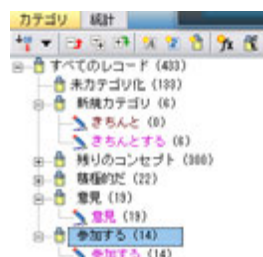 カテゴリ 統計
すべてのレコード (433)
未カテゴリ化 (133)
新規カテゴリ (6)
きちんと (0)
きちんとする (6)
残りのコンセプト (300)
積極的だ (22)
意見 (19)
意見 (19)
参加する (14)
参加する (14)